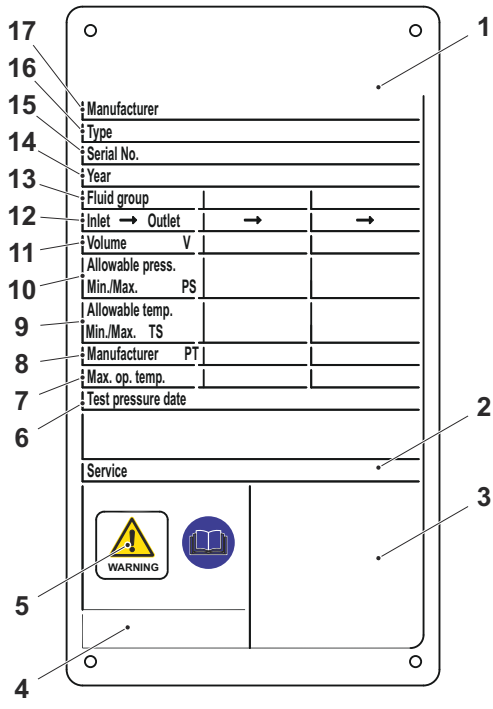 17
1
16
Manufacturer
15
Type
14
Serial No.
13
Year
12
Fluid group
11
Inlet → Outlet → →
10
Volume V
9
Allowable press.
Min./Max. PS
8
Allowable temp.
Min./Max. TS
7
Manufacturer PT
6
Max. op. temp.
Test pressure date
2
Service
3
5
WARNING
4